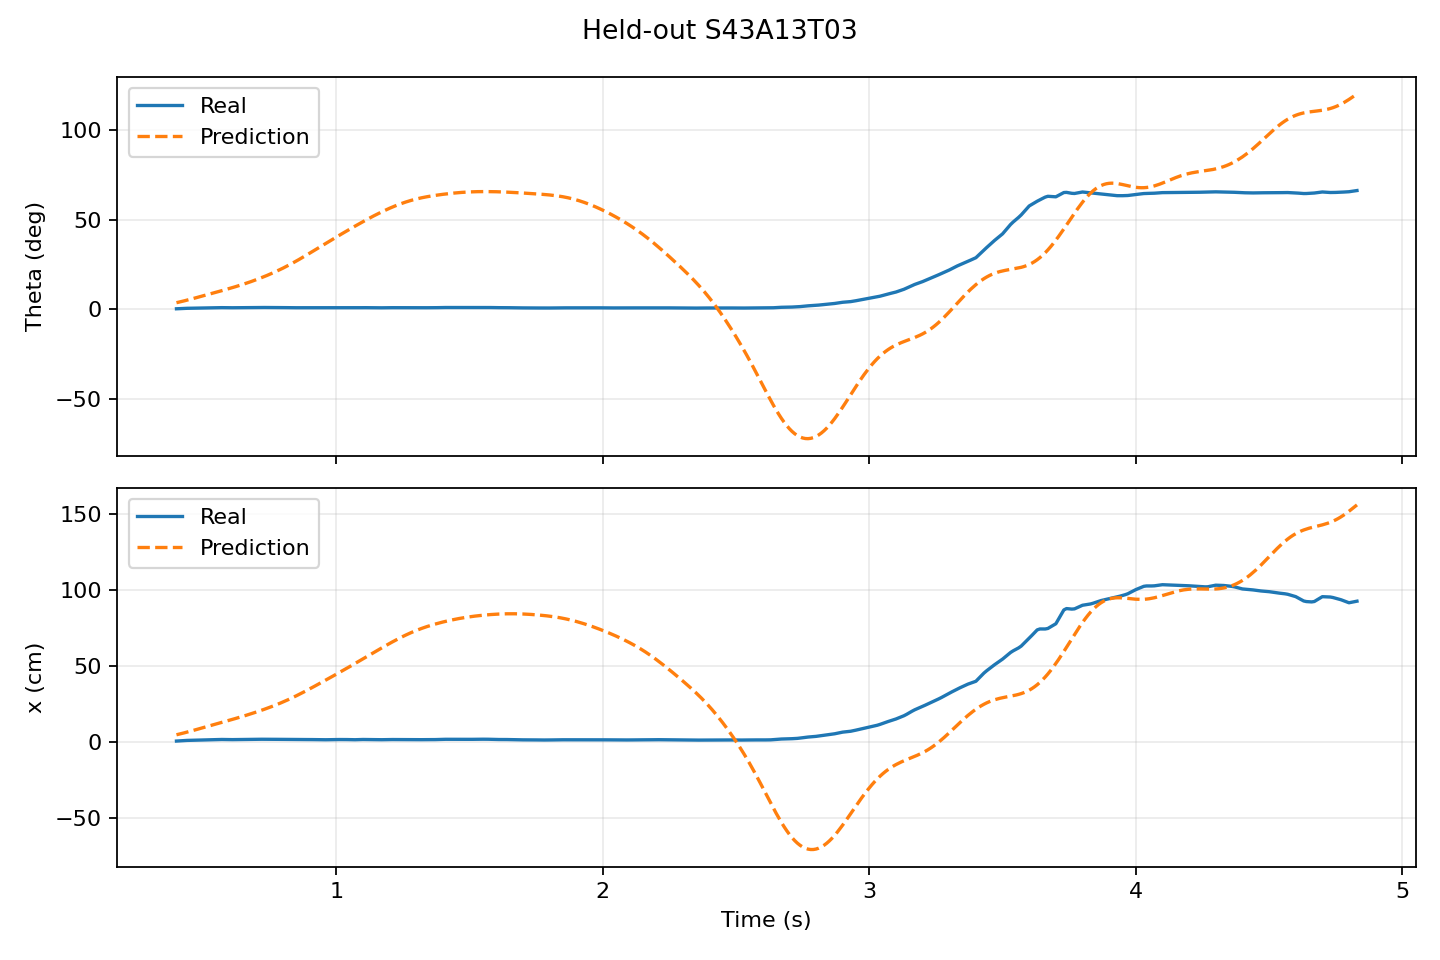 Held-out S43A13T03
Real
Prediction
100
50
0
−50
Theta (deg)
Real
Prediction
150
100
50
0
−50
x (cm)
1 2 3 4 5
Time (s)